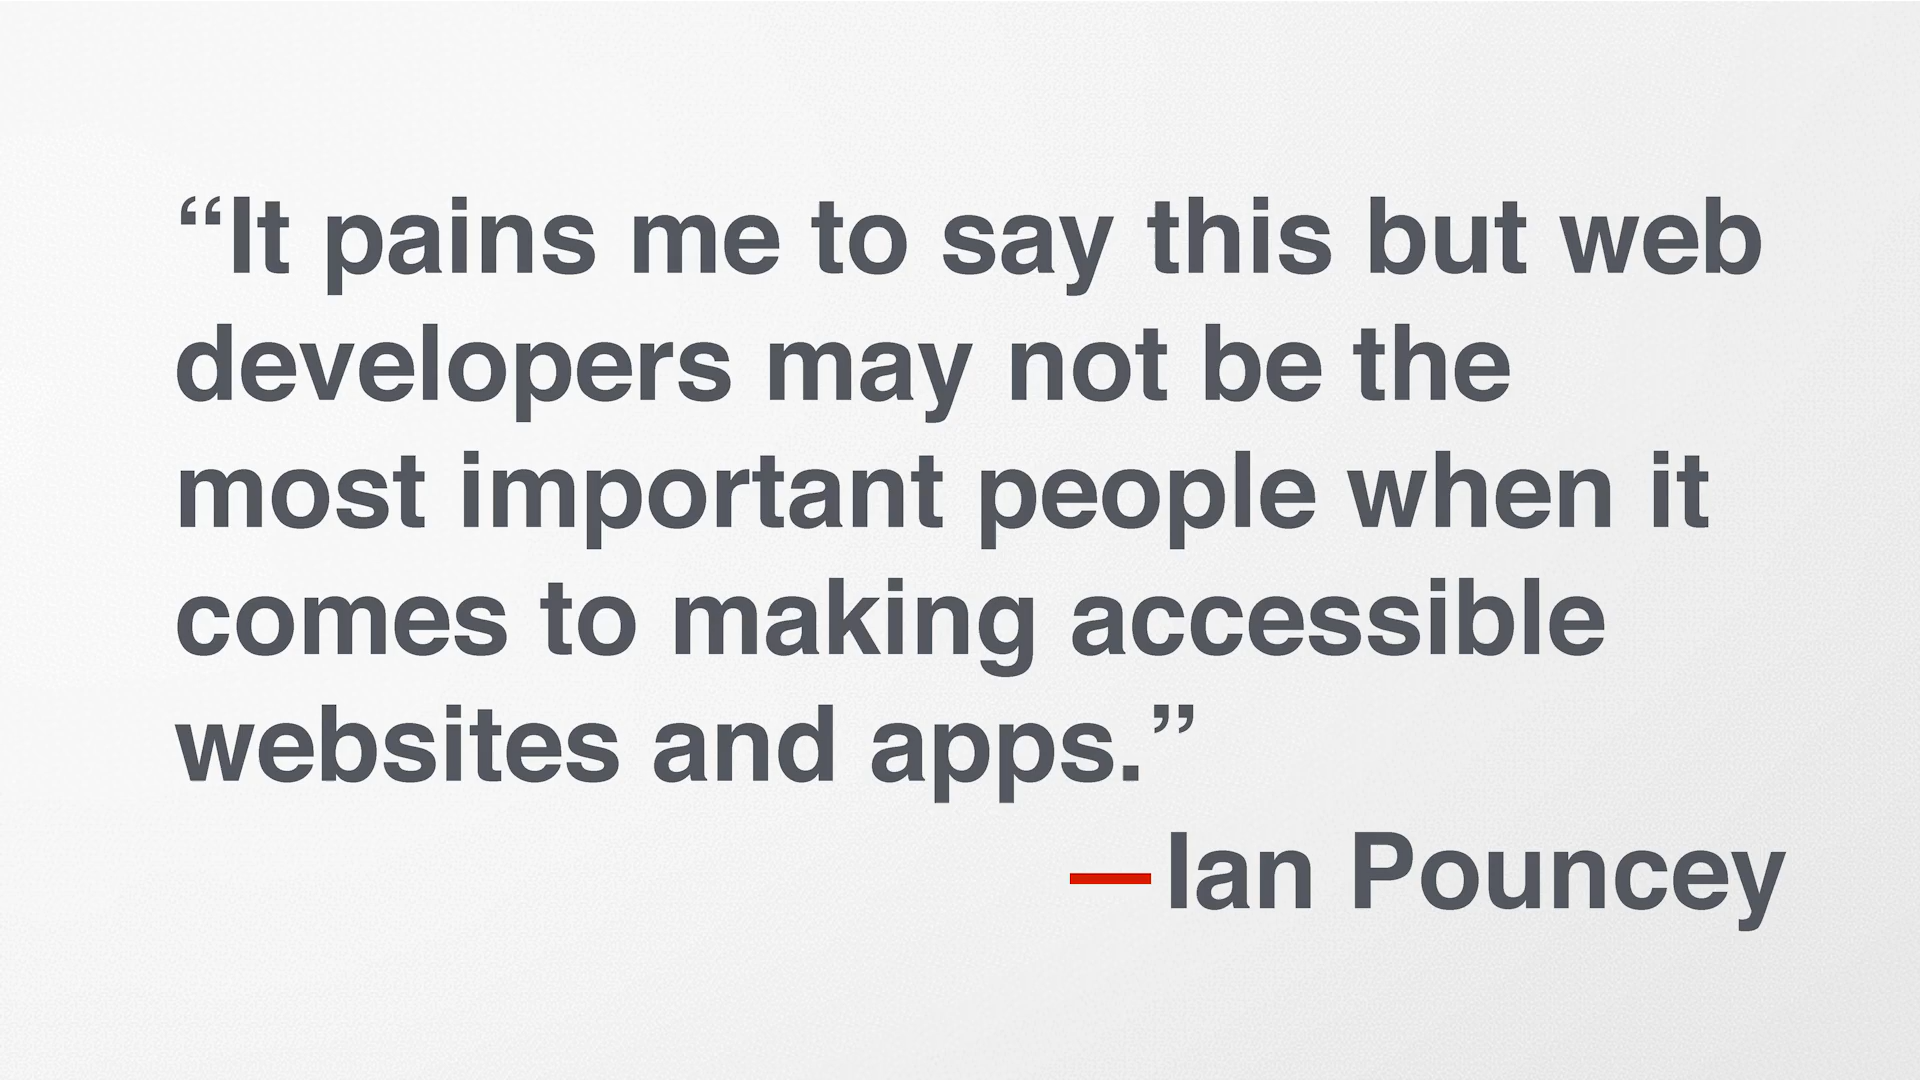 “It pains me to say this but web
developers may not be the
most important people when it
comes to making accessible
websites and apps.”
—Ian Pouncey